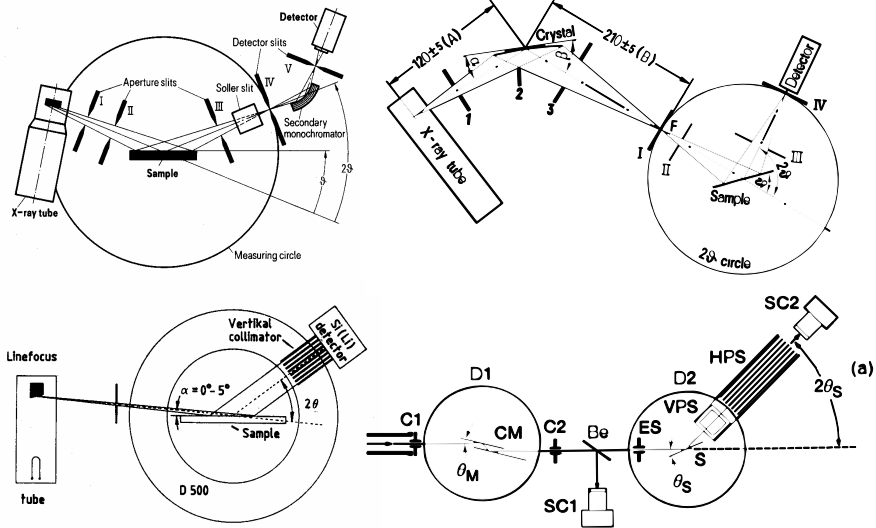 Detector
Detector slits
Aperture slits
I
II
III
Soller slit
IV
V
Secondary
monochromator
Sample
ϑ
2ϑ
X-ray tube
Measuring circle
120±5 (A)
210±5 (B)
Crystal
α
β
1
2
3
X-ray tube
F
I
II
III
IV
Detector
Sample
ϑ
2ϑ
2ϑ circle
Linefocus
tube
Vertikal
collimator
Si(Li)
detector
α = 0°-5°
2θ
Sample
D 500
(a)
D1
C1
CM
θM
C2
Be
SC1
D2
ES
VPS
HPS
SC2
S
θS
2θS